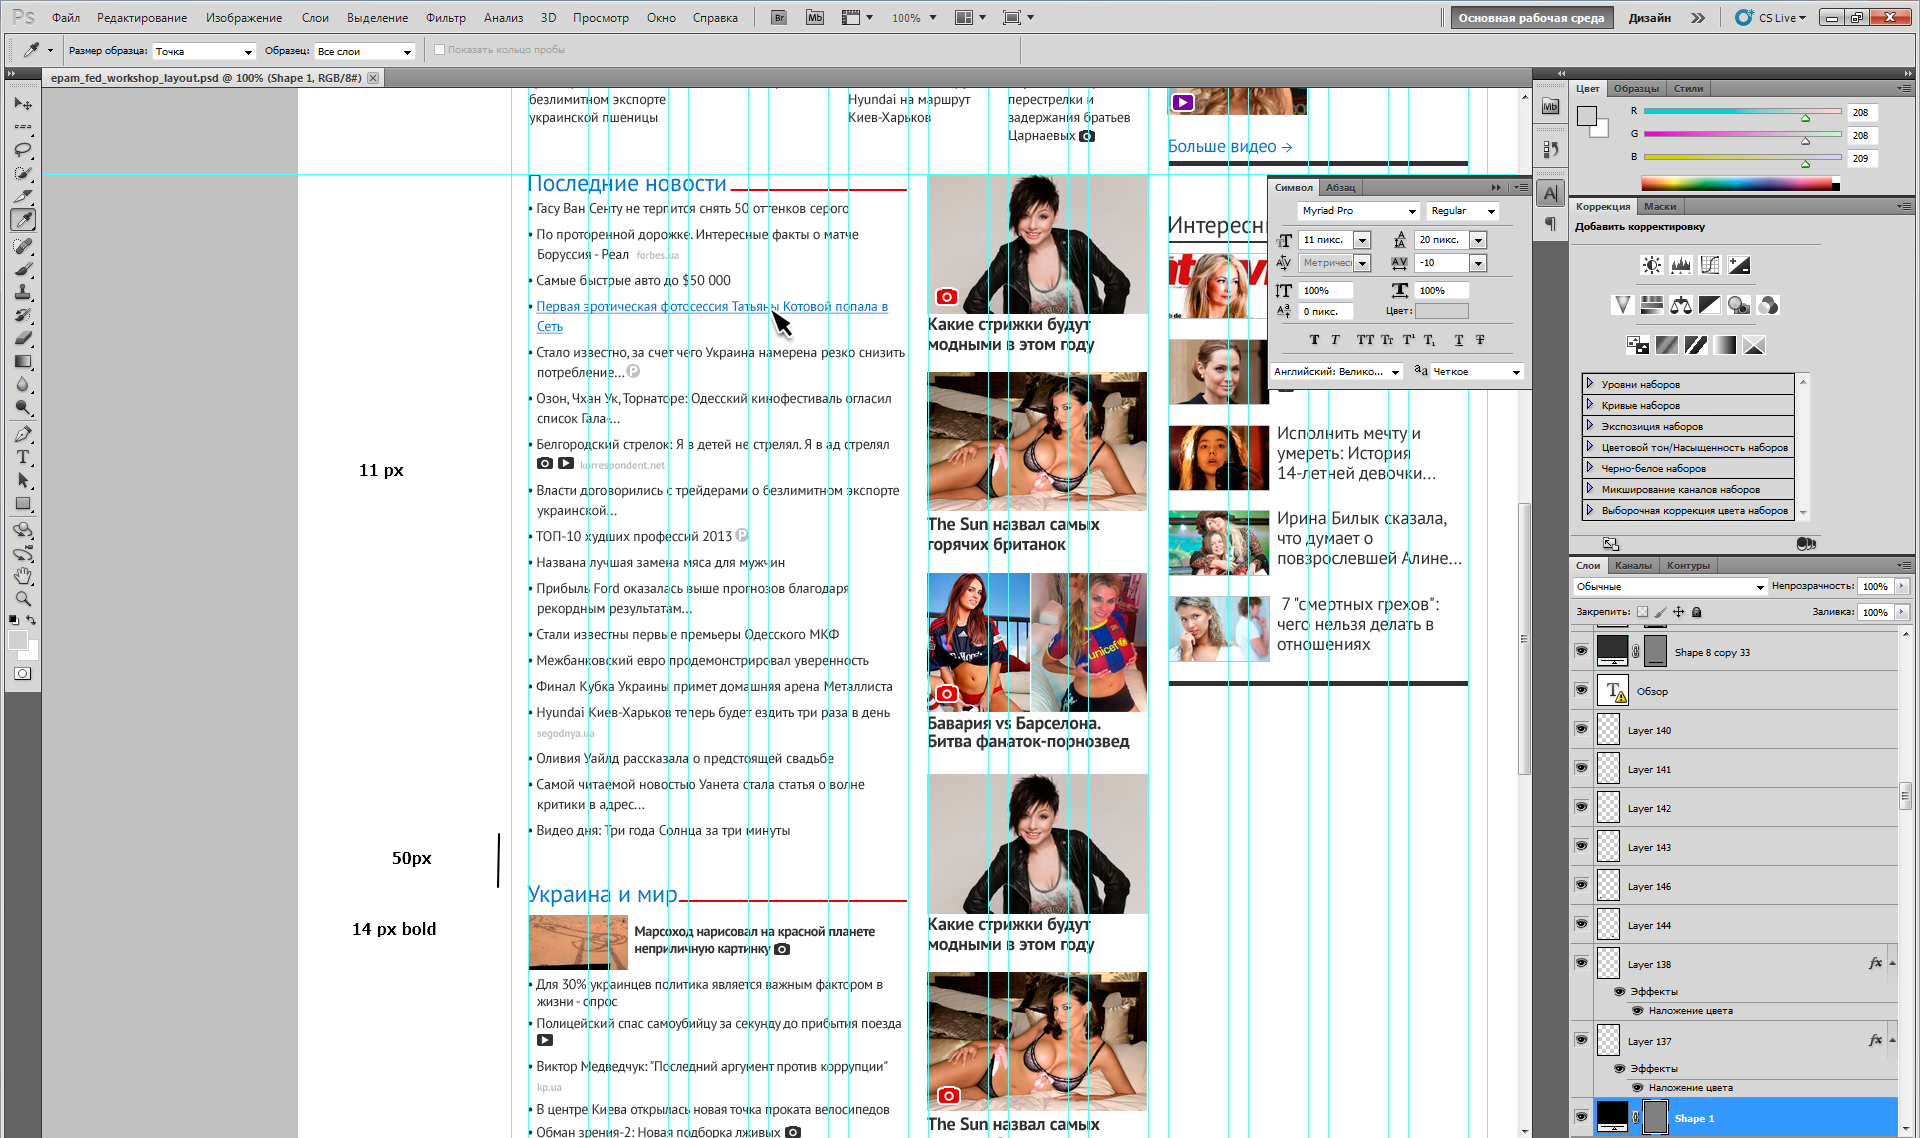 Ps Файл Редактирование Изображение Слои Выделение Фильтр Анализ 3D Просмотр Окно Справка Br Mb 100% Основная рабочая среда Дизайн CS Live
Размер образца: Точка Образец: Все слои Показать кольцо пробы
epam_fed_workshop_layout.psd @ 100% (Shape 1, RGB/8#)
безлимитном экспорте
украинской пшеницы
Hyundai на маршрут
Киев-Харьков
перестрелки и
задержания братьев
Царнаевых
Больше видео →
Последние новости
• Гасу Ван Сенту не терпится снять 50 оттенков серого
• По проторенной дорожке. Интересные факты о матче
Боруссия - Реал forbes.ua
• Самые быстрые авто до $50 000
• Первая эротическая фотосессия Татьяны Котовой попала в
Сеть
• Стало известно, за счет чего Украина намерена резко снизить
потребление... P
• Озон, Чхан Ук, Торнаторе: Одесский кинофестиваль огласил
список Гала-...
• Белгородский стрелок: Я в детей не стрелял. Я в ад стрелял
korrespondent.net
• Власти договорились с трейдерами о безлимитном экспорте
украинской...
• ТОП-10 худших профессий 2013 P
• Названа лучшая замена мяса для мужчин
• Прибыль Ford оказалась выше прогнозов благодаря
рекордным результатам...
• Стали известны первые премьеры Одесского МКФ
• Межбанковский евро продемонстрировал уверенность
• Финал Кубка Украины примет домашняя арена Металлиста
• Hyundai Киев-Харьков теперь будет ездить три раза в день
segodnya.ua
• Оливия Уайлд рассказала о предстоящей свадьбе
• Самой читаемой новостью Уанета стала статья о волне
критики в адрес...
• Видео дня: Три года Солнца за три минуты
11 px
50px
14 px bold
Украина и мир
Марсоход нарисовал на красной планете
неприличную картинку
• Для 30% украинцев политика является важным фактором в
жизни - опрос
• Полицейский спас самоубийцу за секунду до прибытия поезда
• Виктор Медведчук: "Последний аргумент против коррупции"
kp.ua
• В центре Киева открылась новая точка проката велосипедов
• Обман зрения-2: Новая подборка лживых
Какие стрижки будут
модными в этом году
The Sun назвал самых
горячих британок
unicef
Бавария vs Барселона.
Битва фанаток-порнозвед
Какие стрижки будут
модными в этом году
The Sun назвал самых
Интересн
Исполнить мечту и
умереть: История
14-летней девочки...
Ирина Билык сказала,
что думает о
повзрослевшей Алине...
7 "смертных грехов":
чего нельзя делать в
отношениях
Символ Абзац
Myriad Pro Regular
11 пикс. 20 пикс.
Метрическ -10
100% 100%
0 пикс. Цвет:
Английский: Велико... aа Четкое
Цвет Образцы Стили
R 208
G 208
B 209
Коррекция Маски
Добавить корректировку
Уровни наборов
Кривые наборов
Экспозиция наборов
Цветовой тон/Насыщенность наборов
Черно-белое наборов
Микширование каналов наборов
Выборочная коррекция цвета наборов
Слои Каналы Контуры
Обычные Непрозрачность: 100%
Закрепить: Заливка: 100%
Shape 8 copy 33
Обзор
Layer 140
Layer 141
Layer 142
Layer 143
Layer 146
Layer 144
Layer 138 fx
Эффекты
Наложение цвета
Layer 137 fx
Эффекты
Наложение цвета
Shape 1